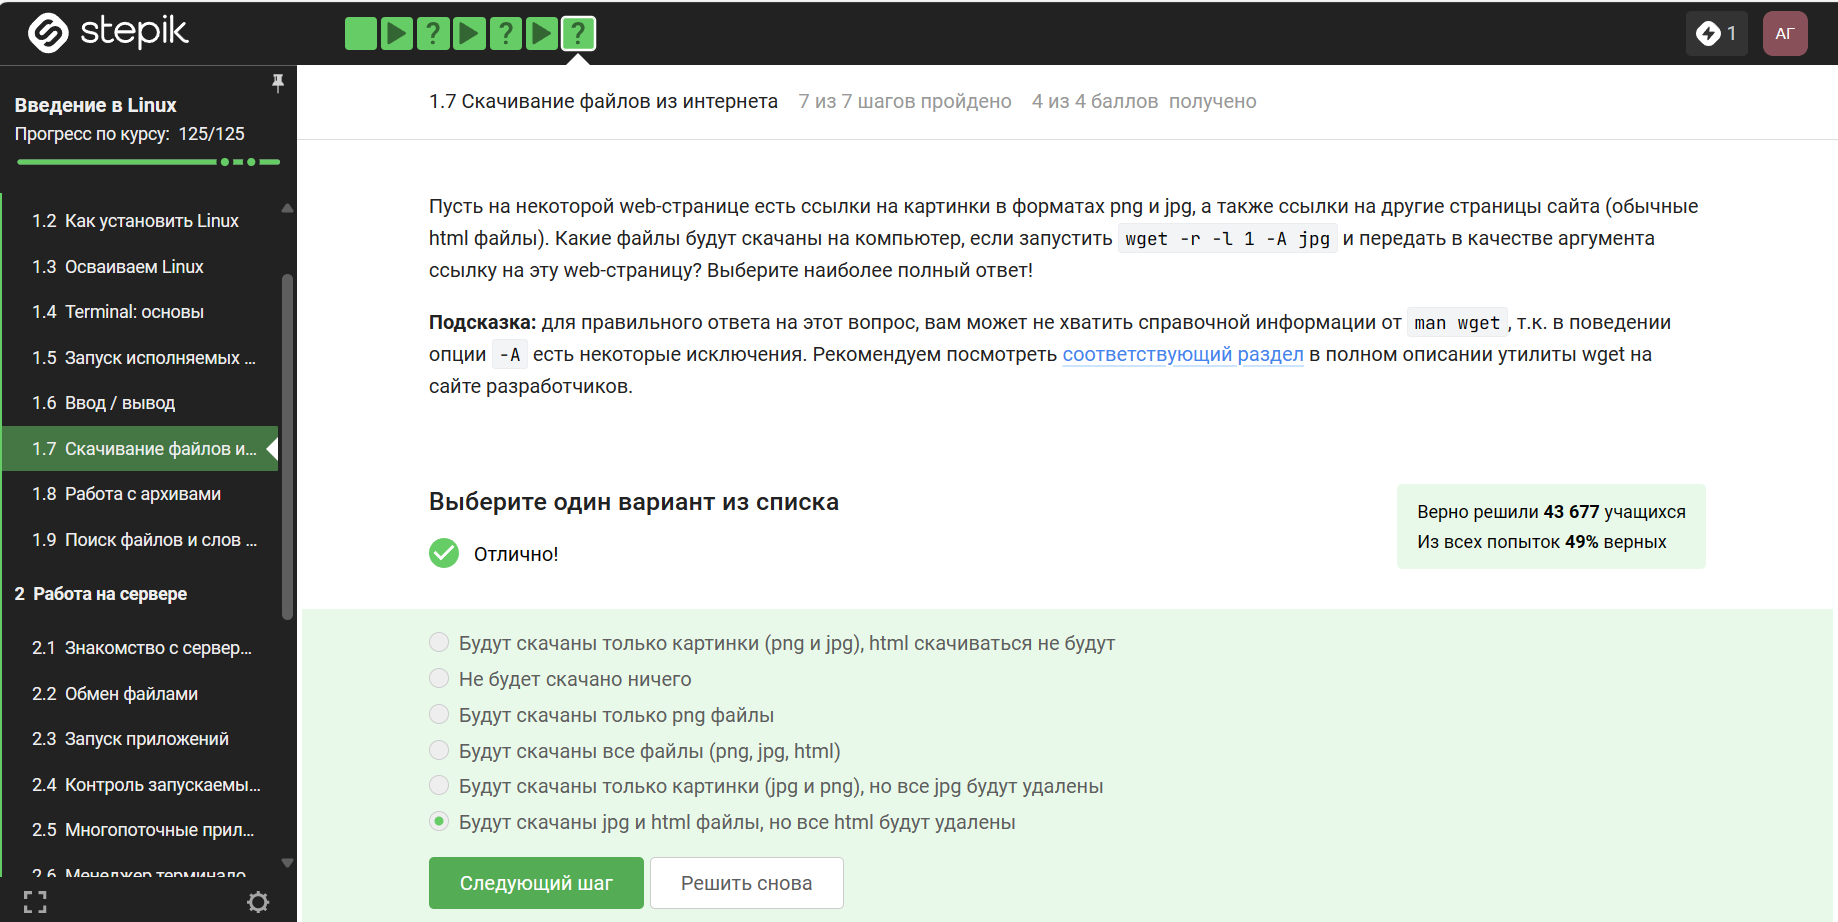 stepik
?
?
?
1
АГ
Введение в Linux
Прогресс по курсу: 125/125
1.2 Как установить Linux
1.3 Осваиваем Linux
1.4 Terminal: основы
1.5 Запуск исполняемых ...
1.6 Ввод / вывод
1.7 Скачивание файлов и...
1.8 Работа с архивами
1.9 Поиск файлов и слов ...
2 Работа на сервере
2.1 Знакомство с сервер...
2.2 Обмен файлами
2.3 Запуск приложений
2.4 Контроль запускаемы...
2.5 Многопоточные прил...
2.6 Менеджер терминало
1.7 Скачивание файлов из интернета 7 из 7 шагов пройдено 4 из 4 баллов получено
Пусть на некоторой web-странице есть ссылки на картинки в форматах png и jpg, а также ссылки на другие страницы сайта (обычные
html файлы). Какие файлы будут скачаны на компьютер, если запустить wget -r -l 1 -A jpg и передать в качестве аргумента
ссылку на эту web-страницу? Выберите наиболее полный ответ!
Подсказка: для правильного ответа на этот вопрос, вам может не хватить справочной информации от man wget, т.к. в поведении
опции -A есть некоторые исключения. Рекомендуем посмотреть соответствующий раздел в полном описании утилиты wget на
сайте разработчиков.
Выберите один вариант из списка
Отлично!
Верно решили 43 677 учащихся
Из всех попыток 49% верных
Будут скачаны только картинки (png и jpg), html скачиваться не будут
Не будет скачано ничего
Будут скачаны только png файлы
Будут скачаны все файлы (png, jpg, html)
Будут скачаны только картинки (jpg и png), но все jpg будут удалены
Будут скачаны jpg и html файлы, но все html будут удалены
Следующий шаг
Решить снова